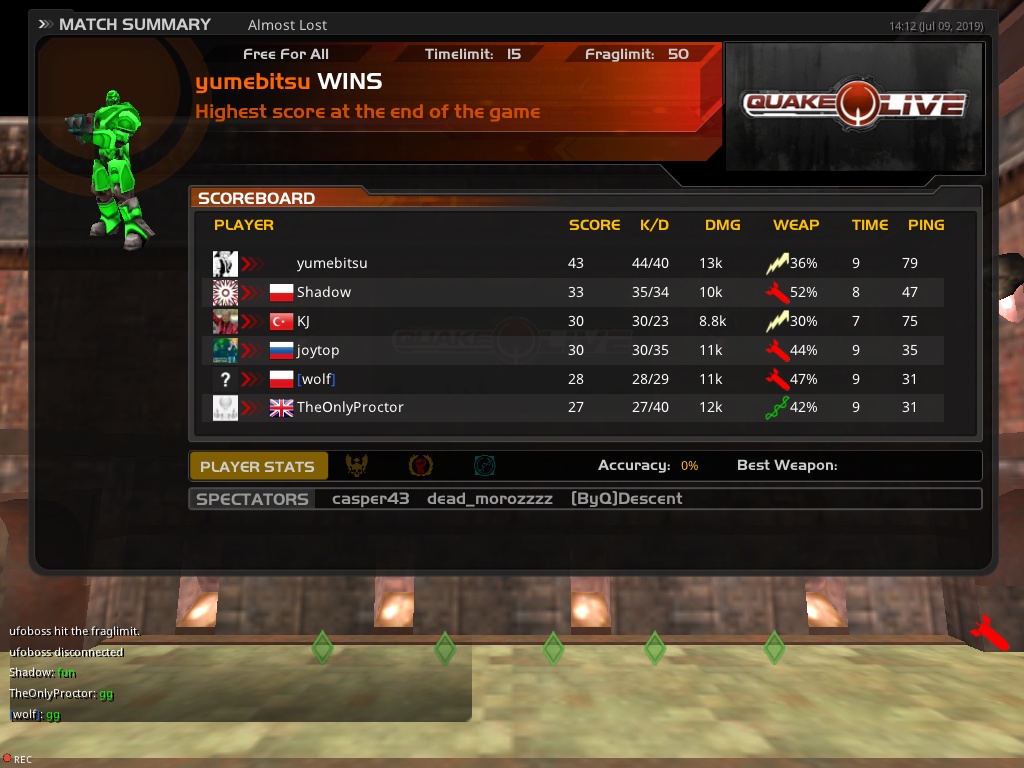 MATCH SUMMARY Almost Lost 14:12 (Jul 09, 2019)
Free For All Timelimit: 15 Fraglimit: 50
yumebitsu WINS
Highest score at the end of the game
QUAKE LIVE
SCOREBOARD
PLAYER SCORE K/D DMG WEAP TIME PING
yumebitsu 43 44/40 13k 36% 9 79
Shadow 33 35/34 10k 52% 8 47
KJ 30 30/23 8.8k 30% 7 75
QUAKE LIVE
joytop 30 30/35 11k 44% 9 35
? [wolf] 28 28/29 11k 47% 9 31
TheOnlyProctor 27 27/40 12k 42% 9 31
PLAYER STATS Accuracy: 0% Best Weapon:
SPECTATORS casper43 dead_morozzzz [ByQ]Descent
ufoboss hit the fraglimit.
ufoboss disconnected
Shadow: fun
TheOnlyProctor: gg
[wolf]: gg
REC